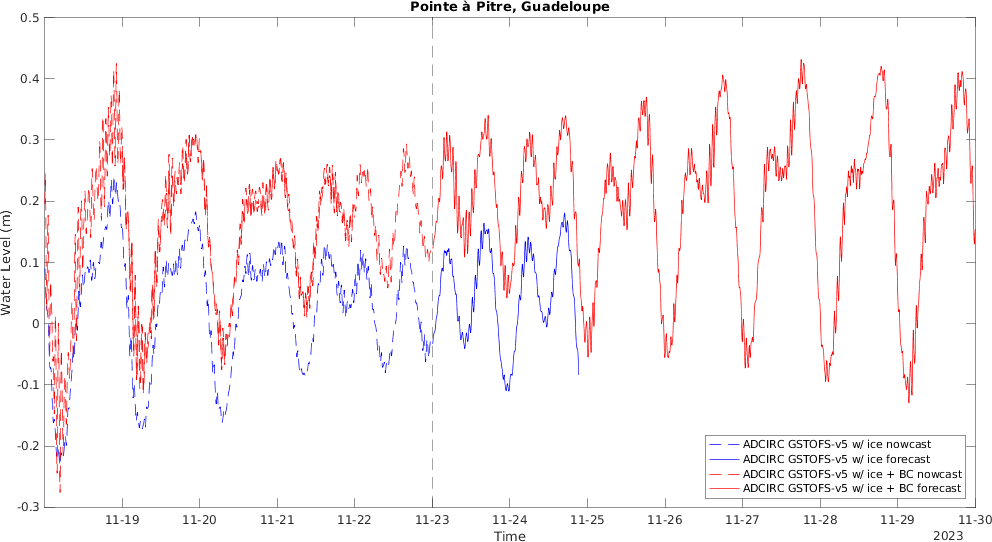 Pointe à Pitre, Guadeloupe
0.5
0.4
0.3
0.2
0.1
0
-0.1
-0.2
-0.3
Water Level (m)
ADCIRC GSTOFS-v5 w/ ice nowcast
ADCIRC GSTOFS-v5 w/ ice forecast
ADCIRC GSTOFS-v5 w/ ice + BC nowcast
ADCIRC GSTOFS-v5 w/ ice + BC forecast
11-19 11-20 11-21 11-22 11-23 11-24 11-25 11-26 11-27 11-28 11-29 11-30
Time
2023